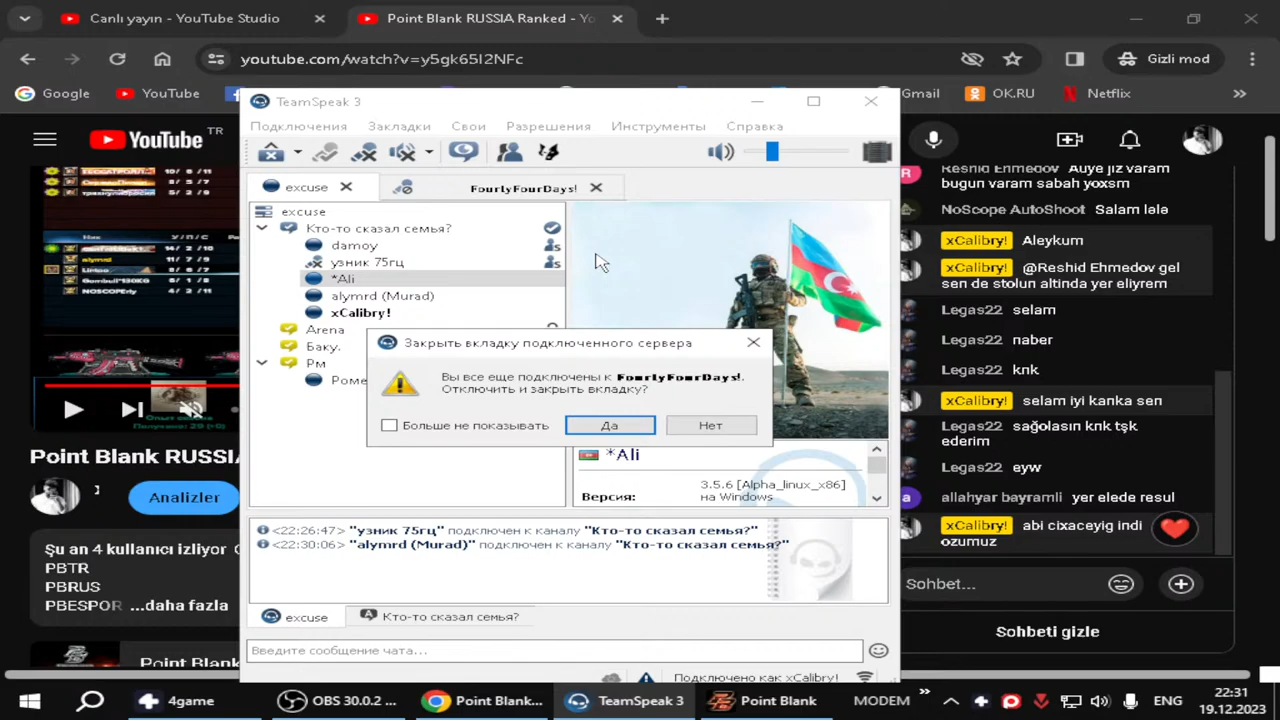 Canlı yayın - YouTube Studio
Point Blank RUSSIA Ranked - Yo
youtube.com/watch?v=y5gk65I2NFc
Gizli mod
Google
YouTube
Gmail
OK.RU
Netflix
YouTube TR
TeamSpeak 3
Подключения Закладки Свои Разрешения Инструменты Справка
excuse
FourlyFourDays!
excuse
Кто-то сказал семья?
damoy
узник 75гц
*Ali
alymrd (Murad)
xCalibry!
Arena
Баку.
Рм
Роме
Закрыть вкладку подключенного сервера
Вы все еще подключены к FourlyFourDays!.
Отключить и закрыть вкладку?
Больше не показывать
Да
Нет
*Ali
Версия:
3.5.6 [Alpha_linux_x86]
на Windows
<22:26:47> "узник 75гц" подключен к каналу "Кто-то сказал семья?"
<22:30:06> "alymrd (Murad)" подключен к каналу "Кто-то сказал семья?"
excuse
Кто-то сказал семья?
Введите сообщение чата...
Подключено как xCalibry!
Point Blank RUSSIA
Analizler
Şu an 4 kullanıcı izliyor
PBTR
PBRUS
PBESPOR ...daha fazla
Point Bl
Reshid Ehmedov Auye jiz varam
bugun varam sabah yoxsm
NoScope AutoShoot Salam lələ
xCalibry! Aleykum
xCalibry! @Reshid Ehmedov gel
sen de stolun altinda yer eliyrem
Legas22 selam
Legas22 naber
Legas22 knk
xCalibry! selam iyi kanka sen
Legas22 sağolasın knk tşk
ederim
Legas22 eyw
allahyar bayramli yer elede resul
xCalibry! abi cixaceyig indi
ozumuz
Sohbet...
Sohbeti gizle
4game
OBS 30.0.2 ...
Point Blank...
TeamSpeak 3
Point Blank
MODEM
ENG
22:31
19.12.2023